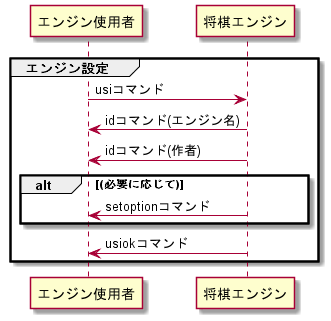 エンジン使用者 将棋エンジン
エンジン設定
usiコマンド
idコマンド(エンジン名)
idコマンド(作者)
alt [(必要に応じて)]
setoptionコマンド
usiokコマンド
エンジン使用者 将棋エンジン